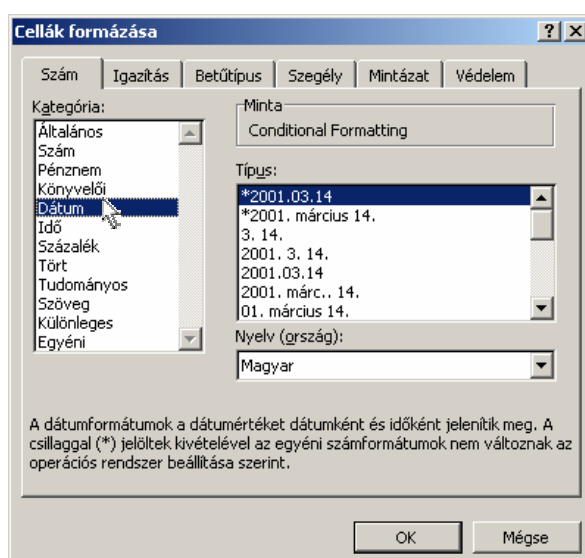 Cellák formázása
Szám Igazítás Betűtípus Szegély Mintázat Védelem
Kategória:
Általános
Szám
Pénznem
Könyvelői
Dátum
Idő
Százalék
Tört
Tudományos
Szöveg
Különleges
Egyéni
Minta
Conditional Formatting
Típus:
*2001.03.14
*2001. március 14.
3. 14.
2001. 3. 14.
2001.03.14
2001. márc.. 14.
01. március 14.
Nyelv (ország):
Magyar
A dátumformátumok a dátumértéket dátumként és időként jelenítik meg. A
csillaggal (*) jelöltek kivételével az egyéni számformátumok nem változnak az
operációs rendszer beállítása szerint.
OK Mégse